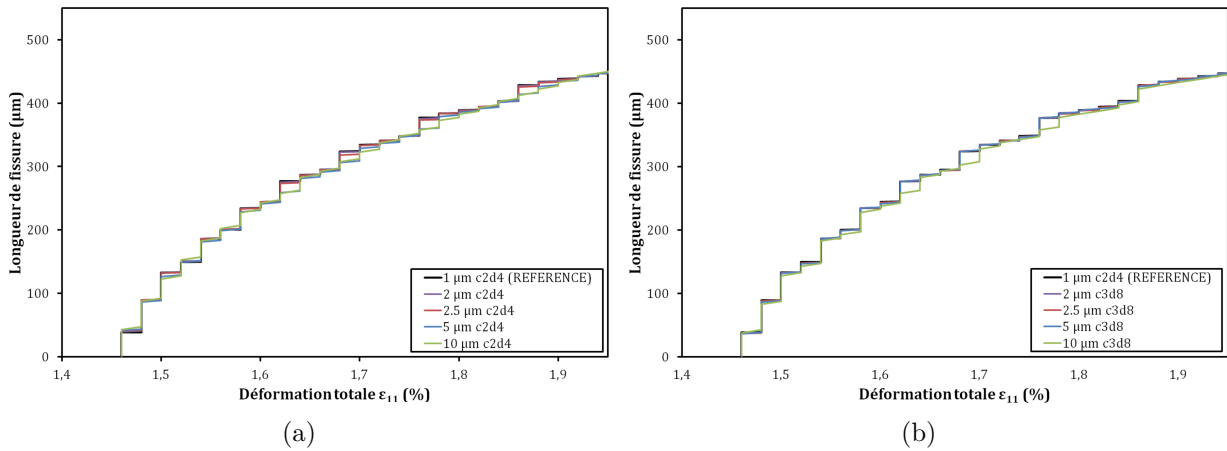 500
400
300
200
100
0
Longueur de fissure (µm)
1,4 1,5 1,6 1,7 1,8 1,9
Déformation totale ε11 (%)
1 µm c2d4 (REFERENCE)
2 µm c2d4
2.5 µm c2d4
5 µm c2d4
10 µm c2d4
(a)
500
400
300
200
100
0
Longueur de fissure (µm)
1,4 1,5 1,6 1,7 1,8 1,9
Déformation totale ε11 (%)
1 µm c2d4 (REFERENCE)
2 µm c3d8
2.5 µm c3d8
5 µm c3d8
10 µm c3d8
(b)